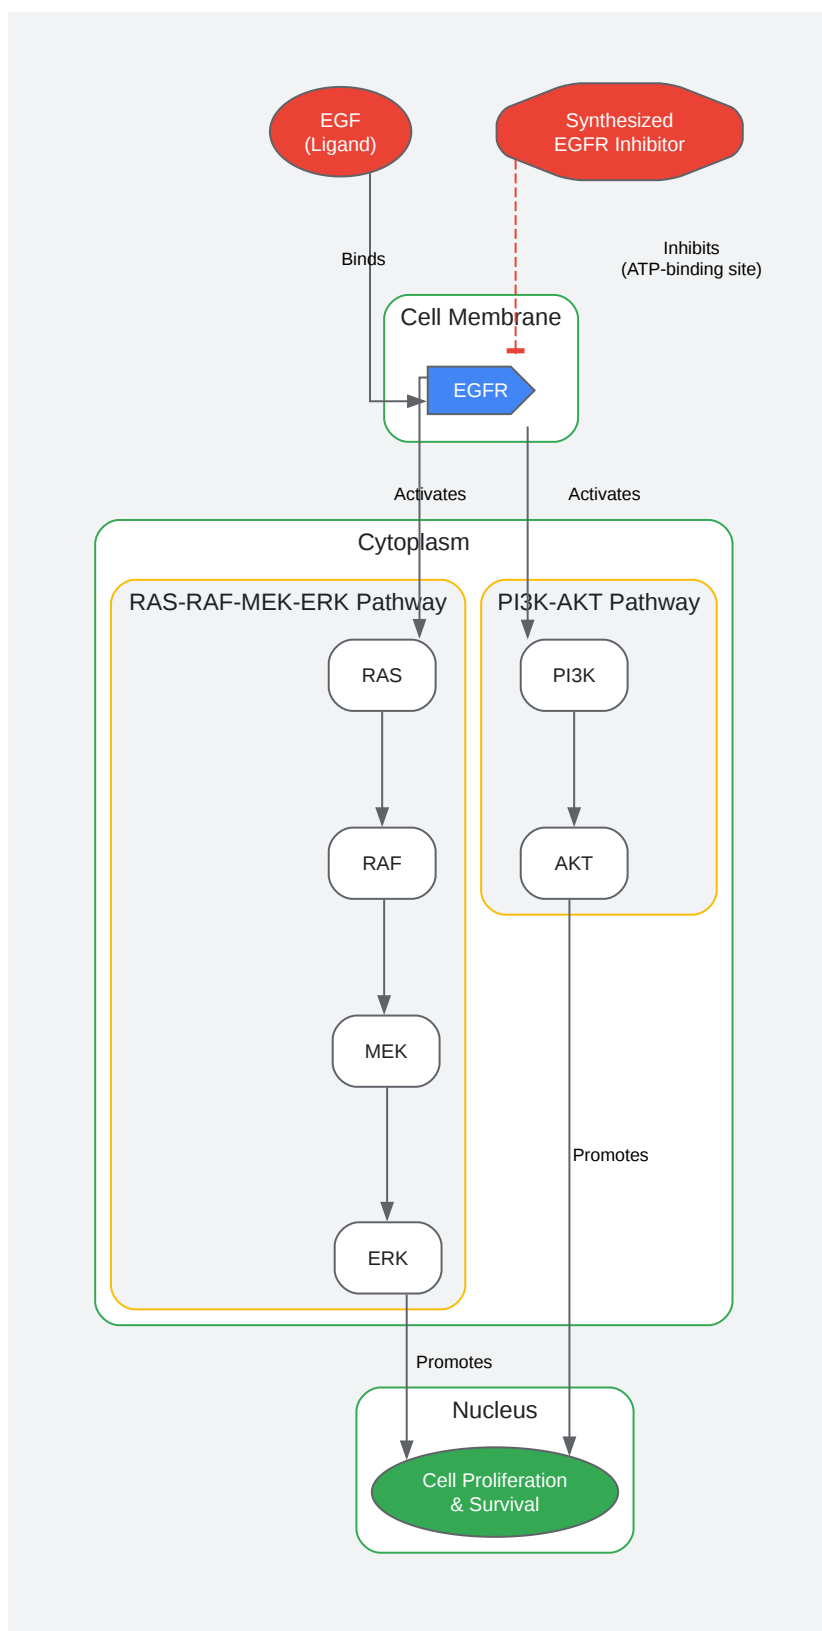 EGF
(Ligand)
Synthesized
EGFR Inhibitor
Binds
Inhibits
(ATP-binding site)
Cell Membrane
EGFR
Activates
Activates
Cytoplasm
RAS-RAF-MEK-ERK Pathway
PI3K-AKT Pathway
RAS
PI3K
RAF
AKT
MEK
Promotes
ERK
Promotes
Nucleus
Cell Proliferation
& Survival